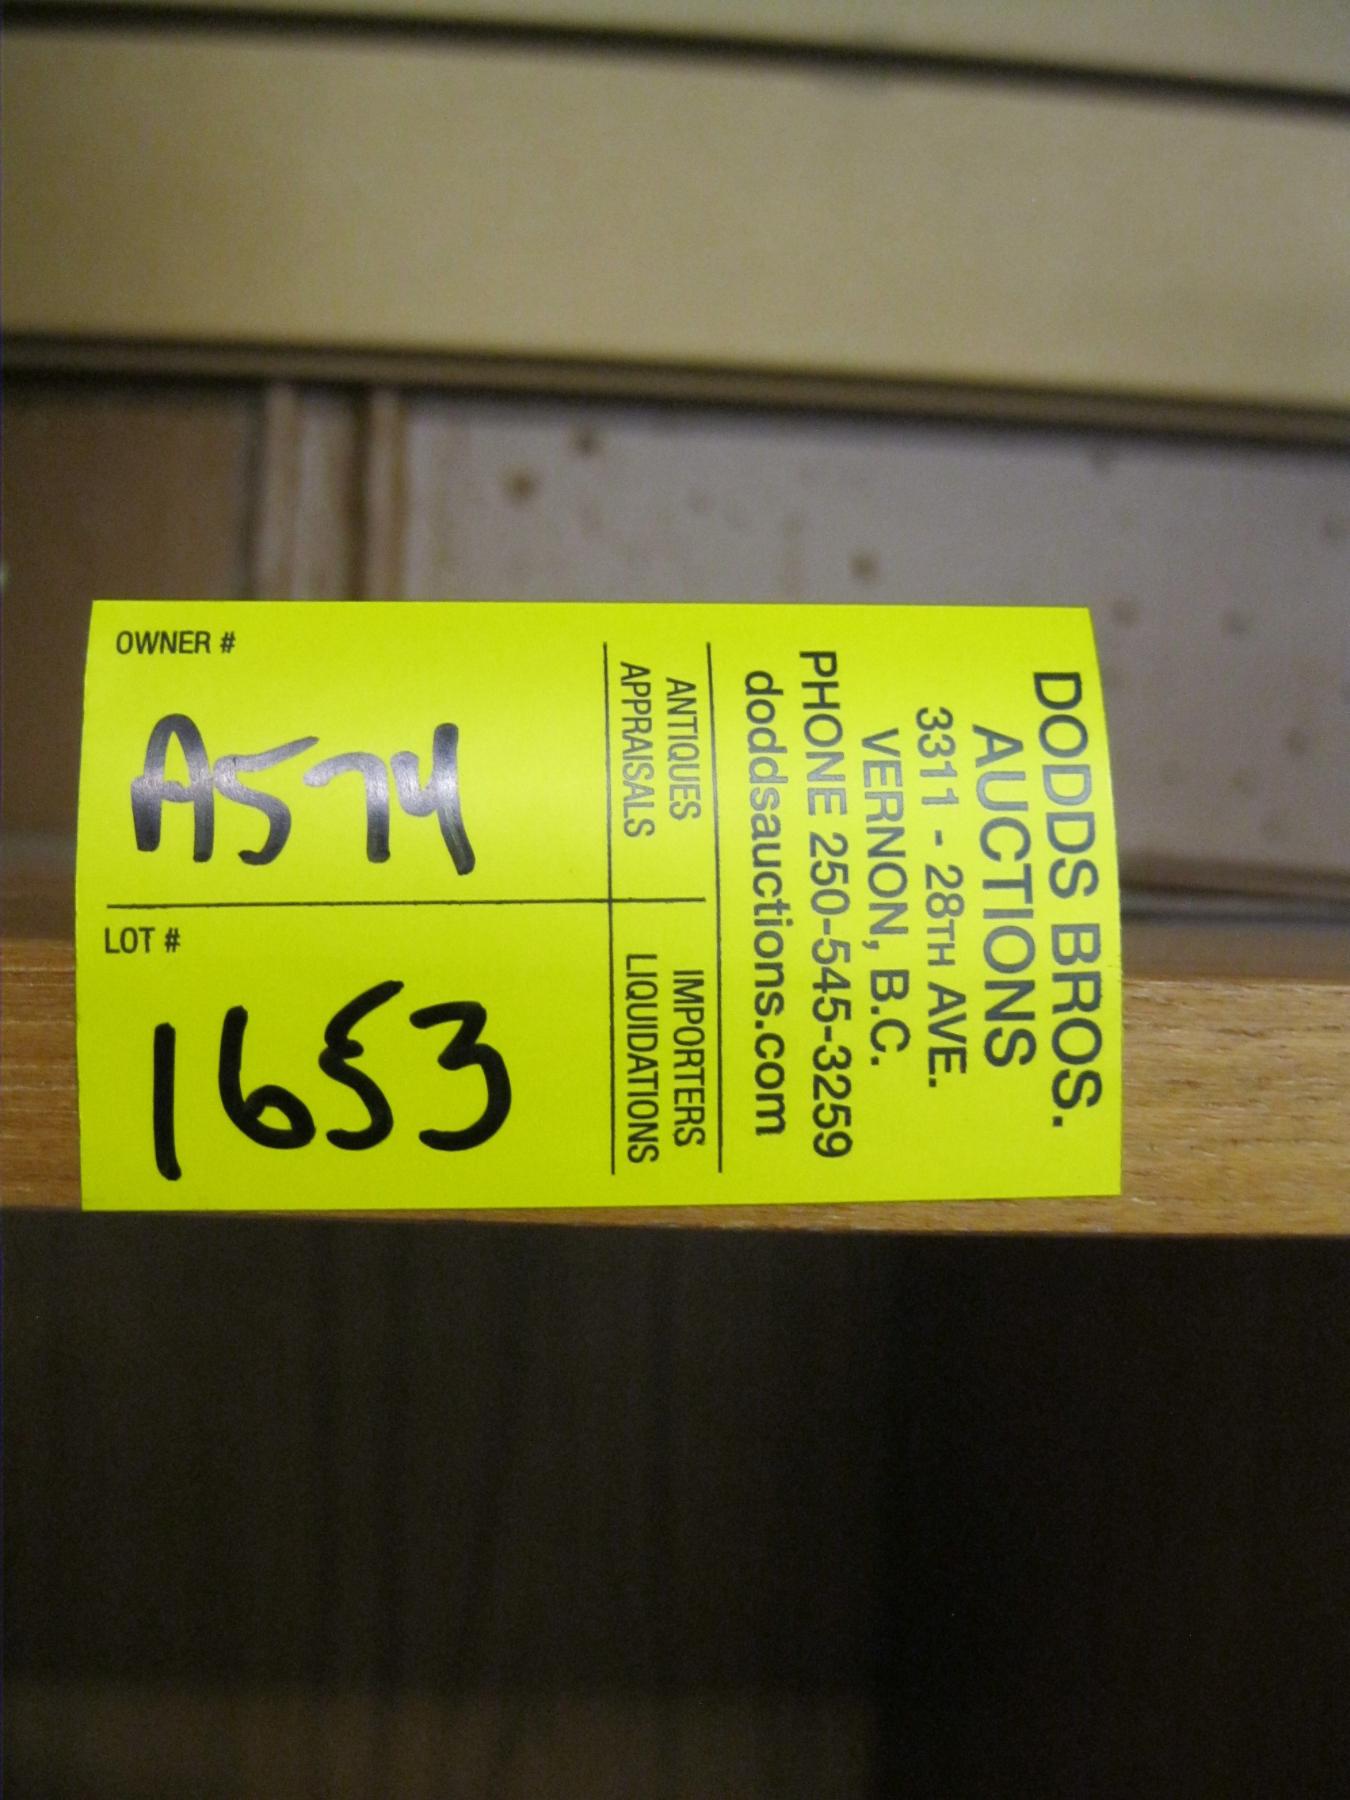 DODDS BROS.
AUCTIONS
3311 - 28TH AVE.
VERNON, B.C.
PHONE 250-545-3259
doddsauctions.com
ANTIQUES
APPRAISALS
IMPORTERS
LIQUIDATIONS
OWNER #
A574
LOT #
1653